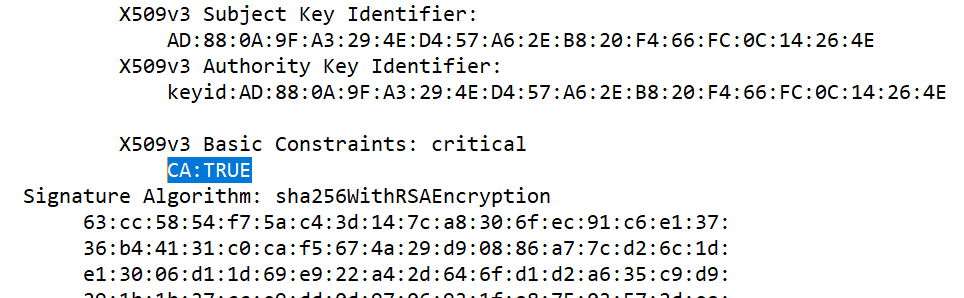 X509v3 Subject Key Identifier:
AD:88:0A:9F:A3:29:4E:D4:57:A6:2E:B8:20:F4:66:FC:0C:14:26:4E
X509v3 Authority Key Identifier:
keyid:AD:88:0A:9F:A3:29:4E:D4:57:A6:2E:B8:20:F4:66:FC:0C:14:26:4E
X509v3 Basic Constraints: critical
CA:TRUE
Signature Algorithm: sha256WithRSAEncryption
63:cc:58:54:f7:5a:c4:3d:14:7c:a8:30:6f:ec:91:c6:e1:37:
36:b4:41:31:c0:ca:f5:67:4a:29:d9:08:86:a7:7c:d2:6c:1d:
e1:30:06:d1:1d:69:e9:22:a4:2d:64:6f:d1:d2:a6:35:c9:d9: